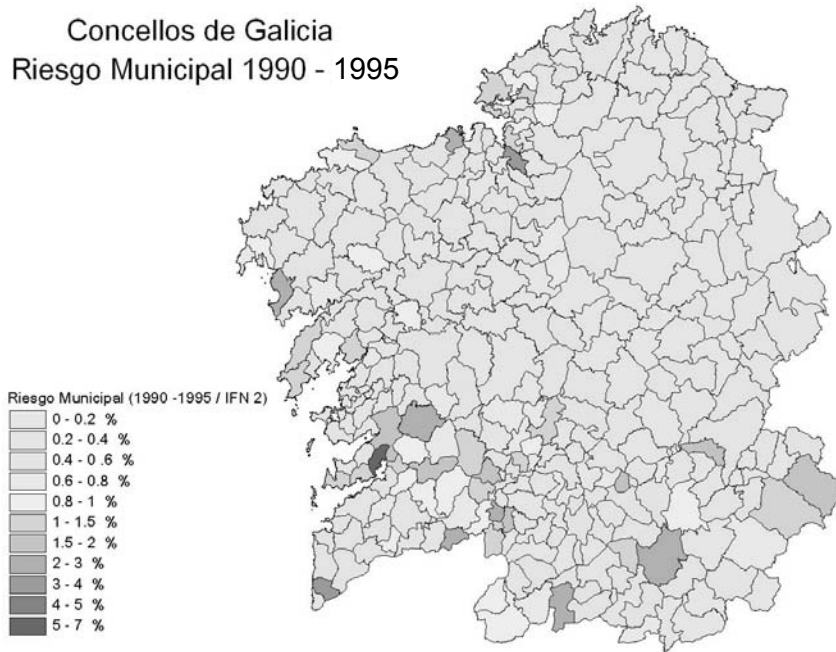 Concellos de Galicia
Riesgo Municipal 1990 - 1995
Riesgo Municipal (1990 -1995 / IFN 2)
0 - 0.2 %
0.2 - 0.4 %
0.4 - 0.6 %
0.6 - 0.8 %
0.8 - 1 %
1 - 1.5 %
1.5 - 2 %
2 - 3 %
3 - 4 %
4 - 5 %
5 - 7 %